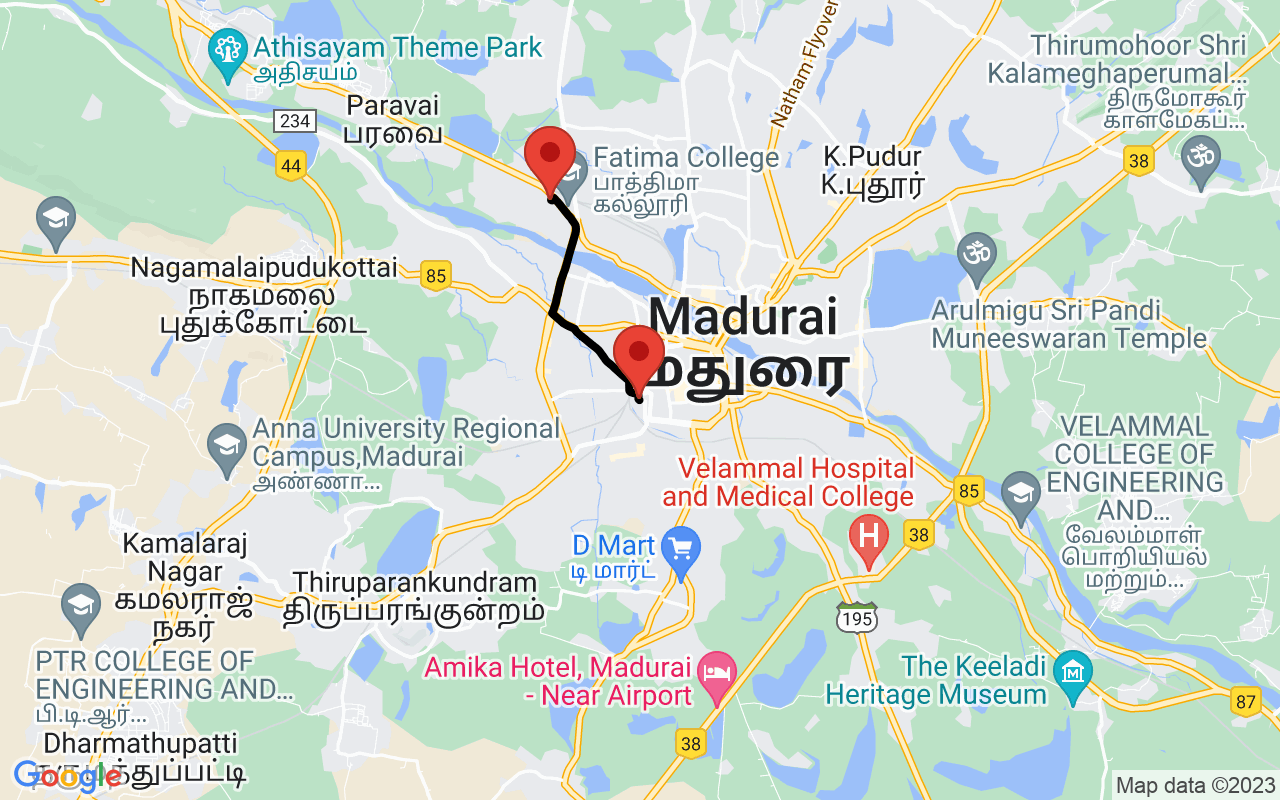 Athisayam Theme Park
அதிசயம்
Paravai
பரவை
234
44
Natham Flyover
Thirumohoor Shri
Kalameghaperumal...
திருமோகூர்
காளமேகப்...
Fatima College
பாத்திமா
கல்லூரி
K.Pudur
K.புதூர்
38
Nagamalaipudukottai
நாகமலை
புதுக்கோட்டை
85
Madurai
மதுரை
Arulmigu Sri Pandi
Muneeswaran Temple
Anna University Regional
Campus,Madurai
அண்ணா...
Velammal Hospital
and Medical College
VELAMMAL
COLLEGE OF
ENGINEERING
AND...
வேலம்மாள்
பொறியியல்
மற்றும்...
85
38
H
D Mart
டி மார்ட்
Kamalaraj
Nagar
கமலராஜ்
நகர்
Thiruparankundram
திருப்பரங்குன்றம்
195
PTR COLLEGE OF
ENGINEERING AND...
பி.டி.ஆர்...
Amika Hotel, Madurai
- Near Airport
The Keeladi
Heritage Museum
M
87
38
Dharmathupatti
Google
Map data ©2023